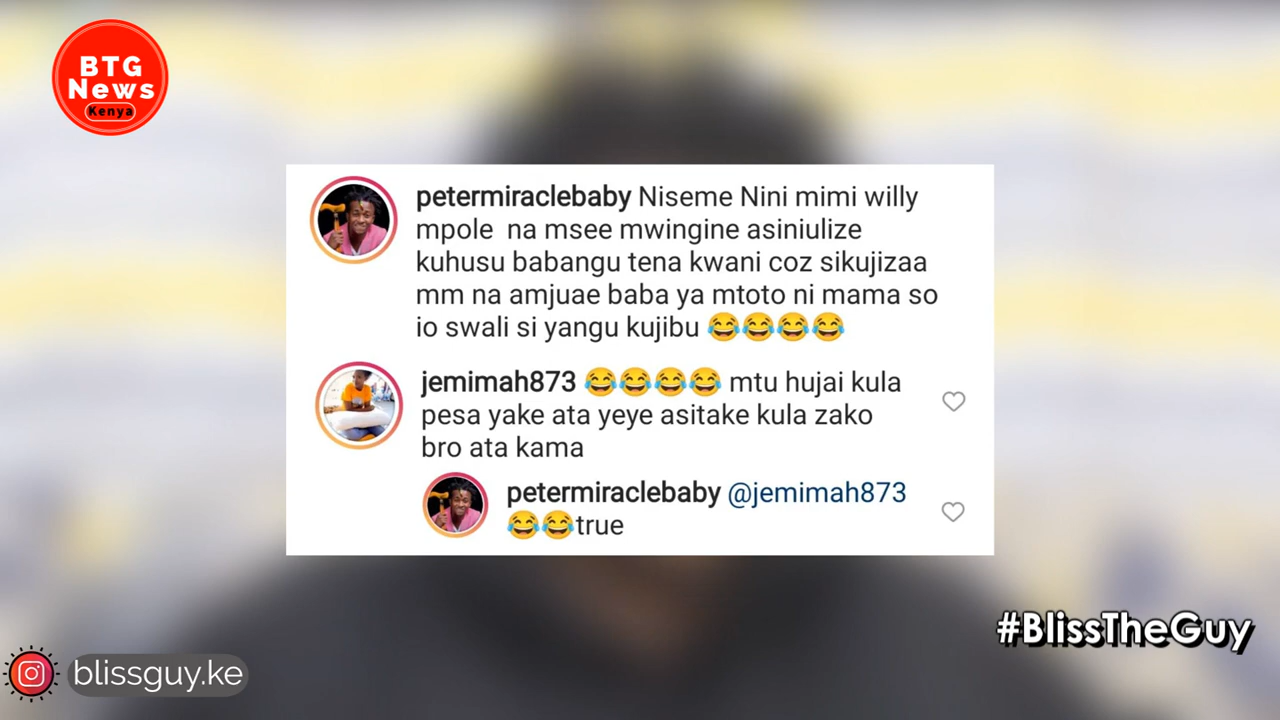 BTG
News
Kenya
petermiraclebaby Niseme Nini mimi willy
mpole na msee mwingine asiniulize
kuhusu babangu tena kwani coz sikujizaa
mm na amjuae baba ya mtoto ni mama so
io swali si yangu kujibu 😂😂😂😂
jemimah873 😂😂😂😂 mtu hujai kula
pesa yake ata yeye asitake kula zako
bro ata kama
petermiraclebaby @jemimah873
😂😂true
#BlissTheGuy
blissguy.ke